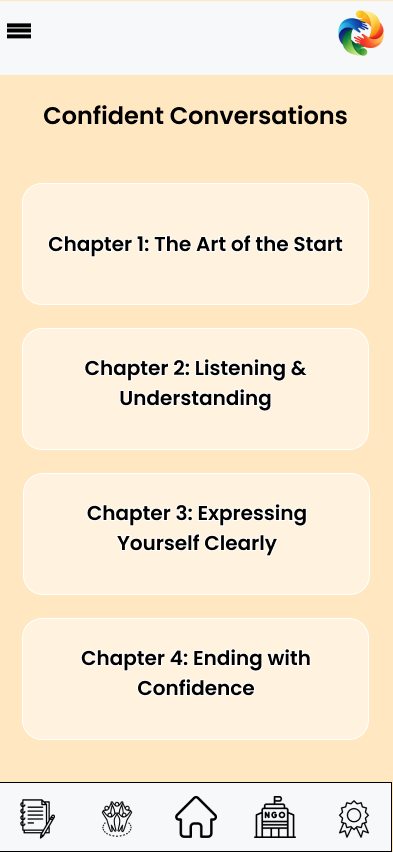 Confident Conversations
Chapter 1: The Art of the Start
Chapter 2: Listening &
Understanding
Chapter 3: Expressing
Yourself Clearly
Chapter 4: Ending with
Confidence
NGO